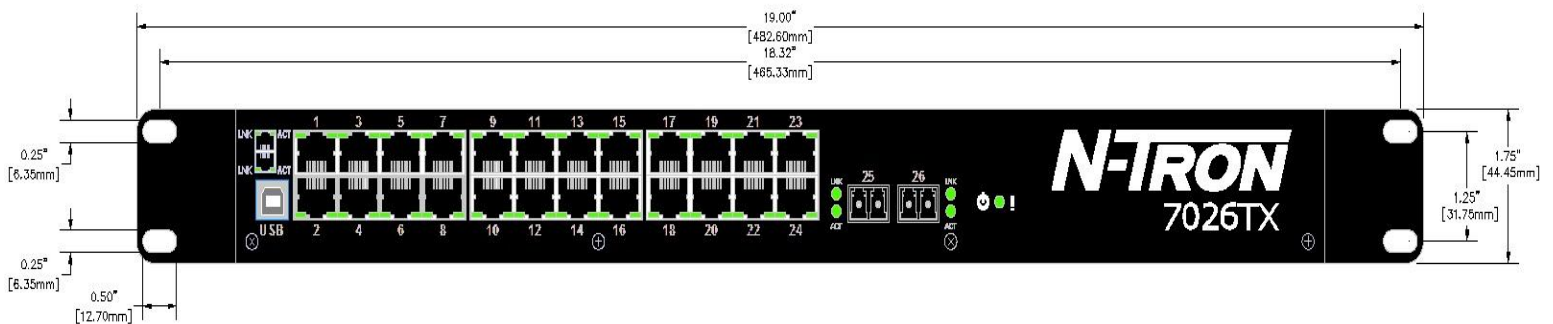 19.00"
[482.60mm]
18.32"
[465.33mm]
0.25"
[6.35mm]
0.25"
[6.35mm]
0.50"
[12.70mm]
1.75"
[44.45mm]
1.25"
[31.75mm]
LNK ACT
LNK ACT
USB
1 3 5 7 9 11 13 15 17 19 21 23
2 4 6 8 10 12 14 16 18 20 22 24
LNK 25 26 LNK
ACT ACT
!
N-TRON
7026TX